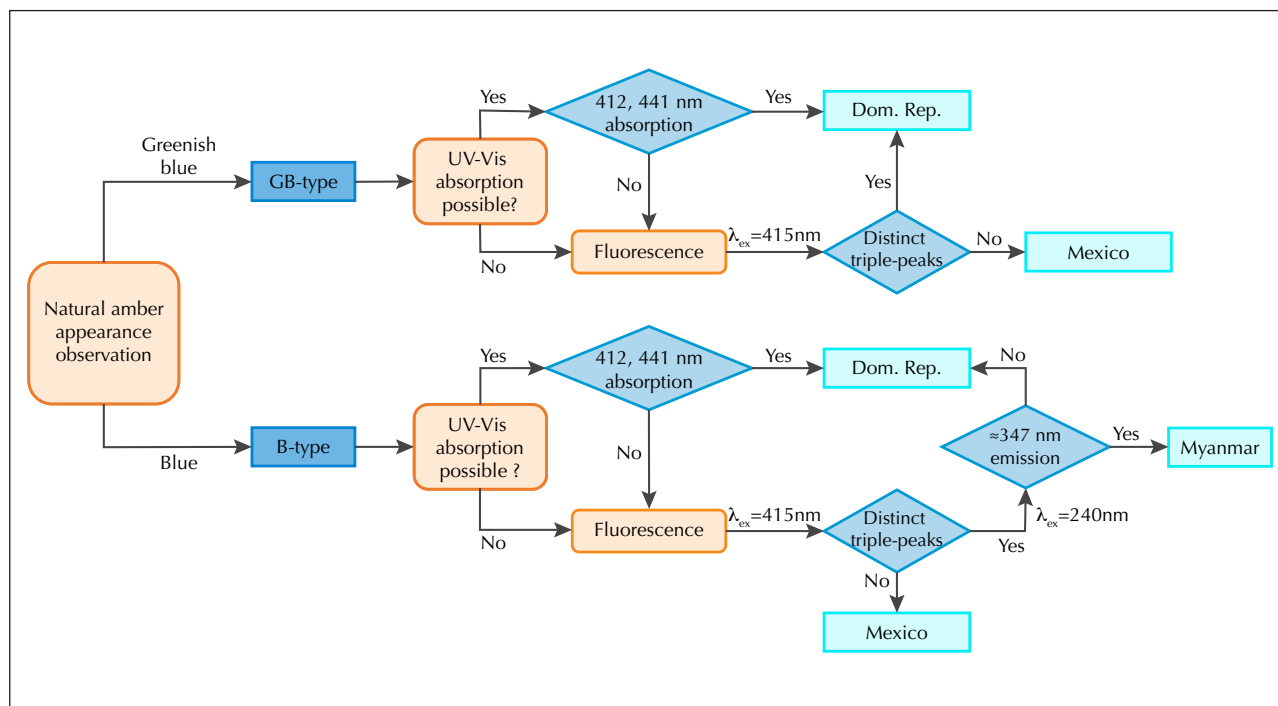 Natural amber
appearance
observation
Greenish
blue
GB-type
UV-Vis
absorption
possible?
Yes
No
412, 441 nm
absorption
Yes
No
Dom. Rep.
Fluorescence
λex=415nm
Distinct
triple-peaks
Yes
No
Mexico
Blue
B-type
UV-Vis
absorption
possible ?
Yes
No
412, 441 nm
absorption
Yes
No
Dom. Rep.
Fluorescence
λex=415nm
Distinct
triple-peaks
No
Mexico
Yes
λex=240nm
≈347 nm
emission
No
Yes
Myanmar